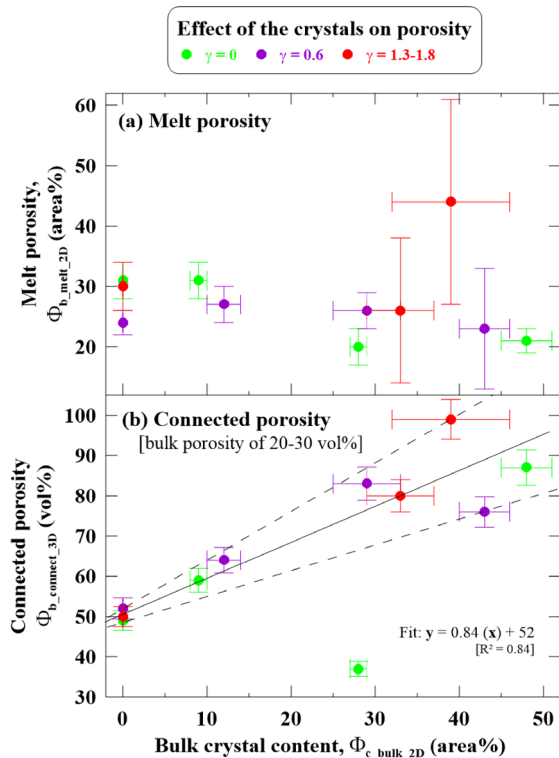 Effect of the crystals on porosity
γ = 0 γ = 0.6 γ = 1.3-1.8
(a) Melt porosity
Melt porosity,
Φb_melt_2D (area%)
60
50
40
30
20
(b) Connected porosity
[bulk porosity of 20-30 vol%]
Connected porosity
Φb_connect_3D (vol%)
100
90
80
70
60
50
40
30
Fit: y = 0.84 (x) + 52
[R² = 0.84]
0 10 20 30 40 50
Bulk crystal content, Φc_bulk_2D (area%)